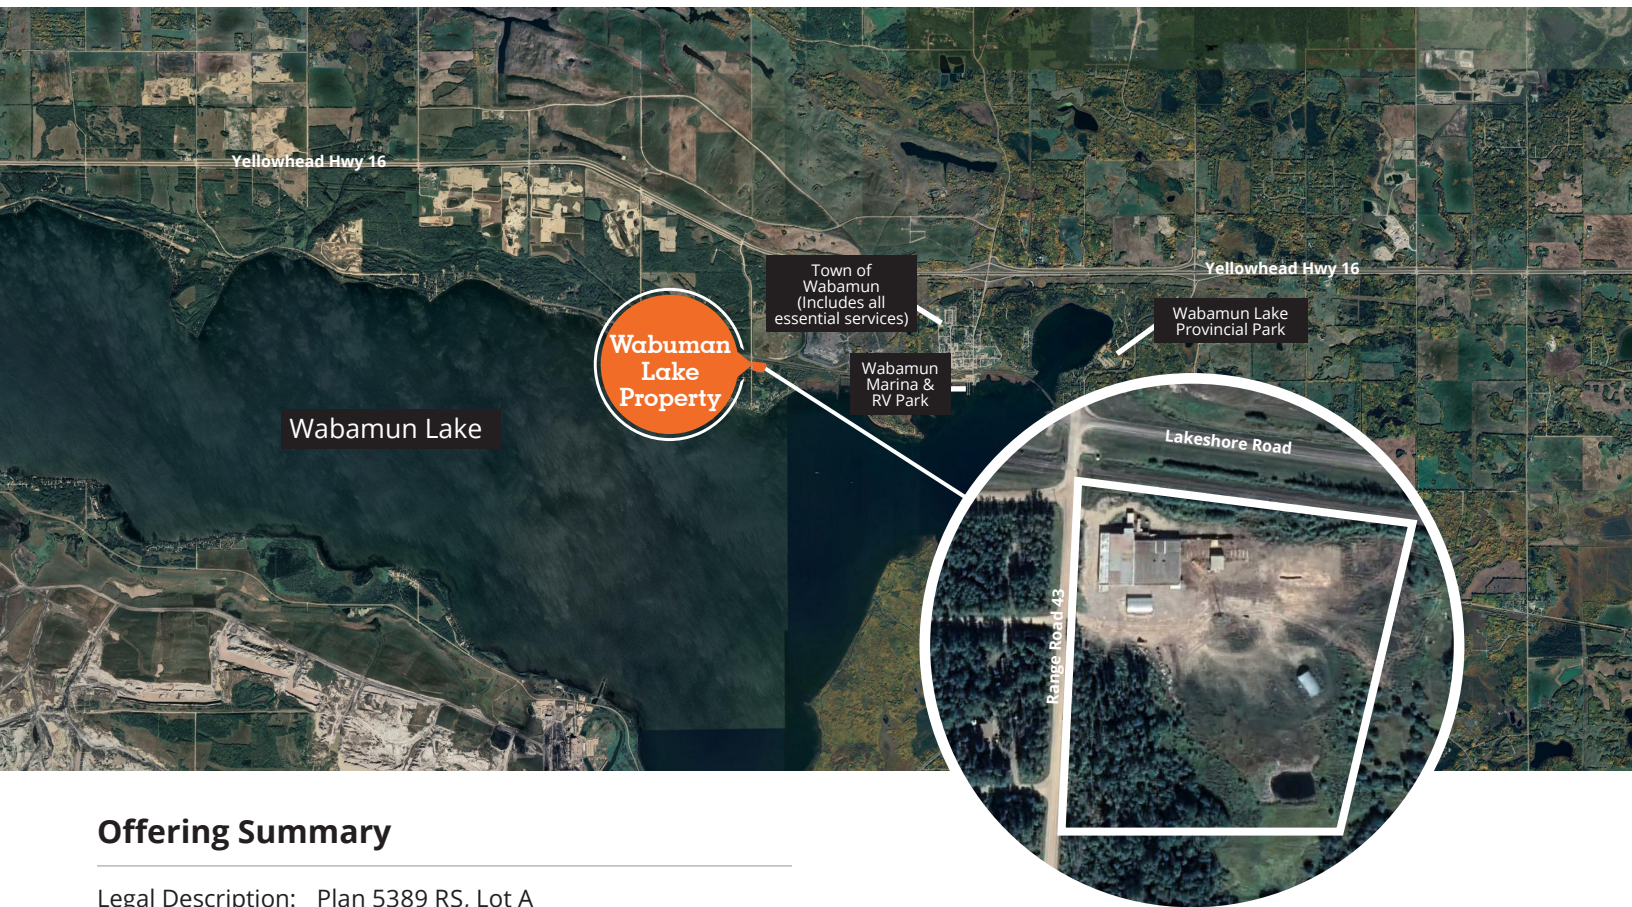 Yellowhead Hwy 16
Town of
Wabamun
(Includes all
essential services)
Yellowhead Hwy 16
Wabamun Lake
Provincial Park
Wabuman
Lake
Property
Wabamun
Marina &
RV Park
Wabamun Lake
Lakeshore Road
Range Road 43
Offering Summary
Legal Description: Plan 5389 RS, Lot A